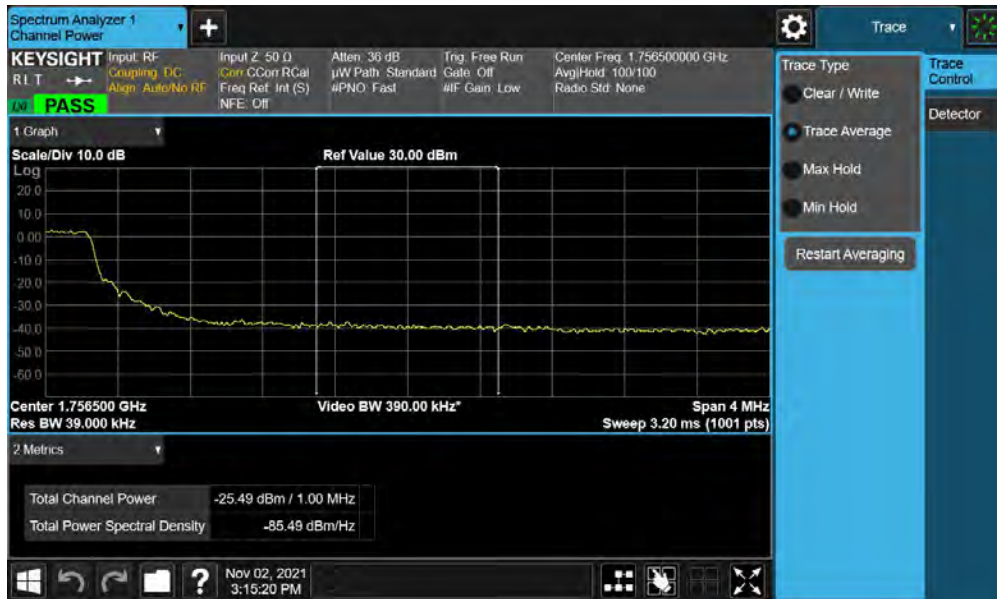 Spectrum Analyzer 1
Channel Power
Trace
KEYSIGHT
Input: RF
Coupling: DC
Align: Auto/No RF
Input Z: 50 Ω
Corr CCorr RCal
Freq Ref: Int (S)
NFE: Off
Atten: 36 dB
µW Path: Standard
#PNO: Fast
Trig: Free Run
Gate: Off
#IF Gain: Low
Center Freq: 1.756500000 GHz
Avg|Hold: 100/100
Radio Std: None
R L T
LXI
PASS
Trace Type
Clear / Write
Trace Average
Max Hold
Min Hold
Restart Averaging
Trace
Control
Detector
1 Graph
Scale/Div 10.0 dB
Ref Value 30.00 dBm
Log
20.0
10.0
0.00
-10.0
-20.0
-30.0
-40.0
-50.0
-60.0
Center 1.756500 GHz
Video BW 390.00 kHz*
Span 4 MHz
Res BW 39.000 kHz
Sweep 3.20 ms (1001 pts)
2 Metrics
Total Channel Power
-25.49 dBm / 1.00 MHz
Total Power Spectral Density
-85.49 dBm/Hz
?
Nov 02, 2021
3:15:20 PM